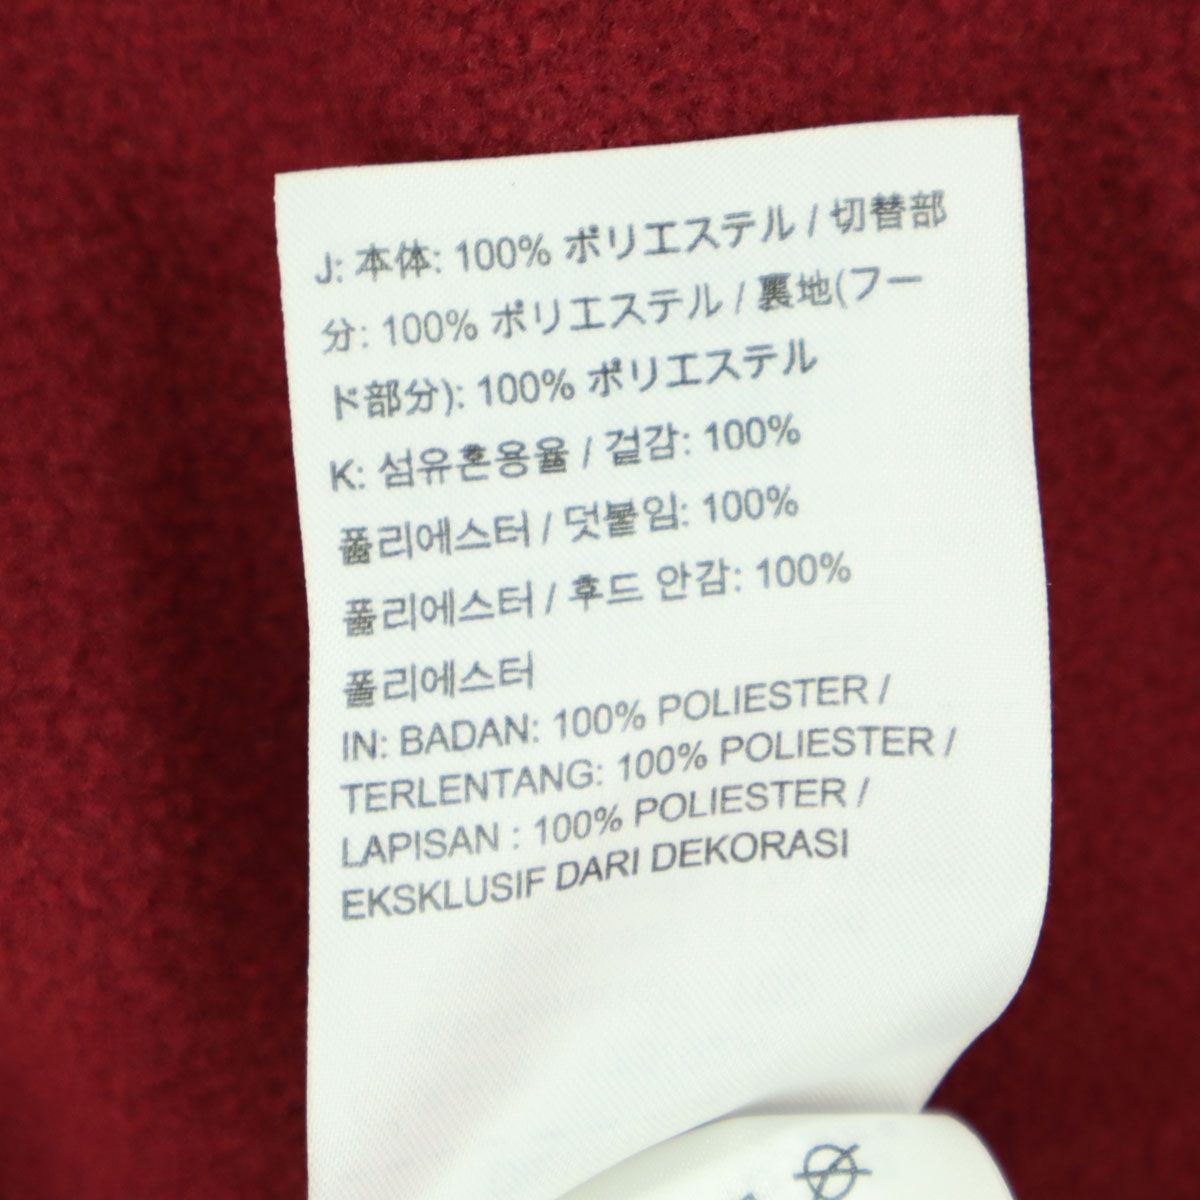 J: 本体: 100% ポリエステル / 切替部
分: 100% ポリエステル / 裏地(フー
ド部分): 100% ポリエステル
K: 섬유혼용율 / 겉감: 100%
폴리에스터 / 덧붙임: 100%
폴리에스터 / 후드 안감: 100%
폴리에스터
IN: BADAN: 100% POLIESTER /
TERLENTANG: 100% POLIESTER /
LAPISAN : 100% POLIESTER /
EKSKLUSIF DARI DEKORASI